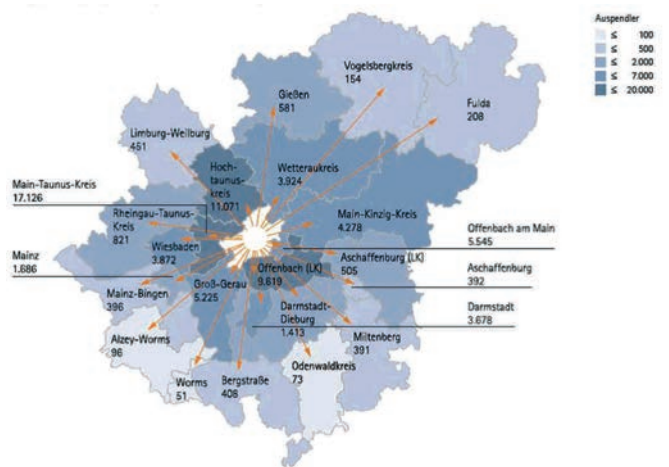 Auspendler
≤ 100
≤ 500
≤ 2.000
≤ 7.000
≤ 20.000
Vogelsbergkreis
154
Gießen
581
Fulda
208
Limburg-Weilburg
461
Hoch-
taunus-
kreis
11.071
Wetteraukreis
3.924
Main-Taunus-Kreis
17.126
Rheingau-Taunus-
Kreis
821
Main-Kinzig-Kreis
4.278
Offenbach am Main
5.545
Wiesbaden
3.872
Mainz
1.686
Offenbach (LK)
9.619
Aschaffenburg (LK)
505
Aschaffenburg
392
Groß-Gerau
5.225
Mainz-Bingen
396
Darmstadt-
Dieburg
1.413
Darmstadt
3.678
Alzey-Worms
96
Miltenberg
391
Worms
51
Bergstraße
408
Odenwaldkreis
73